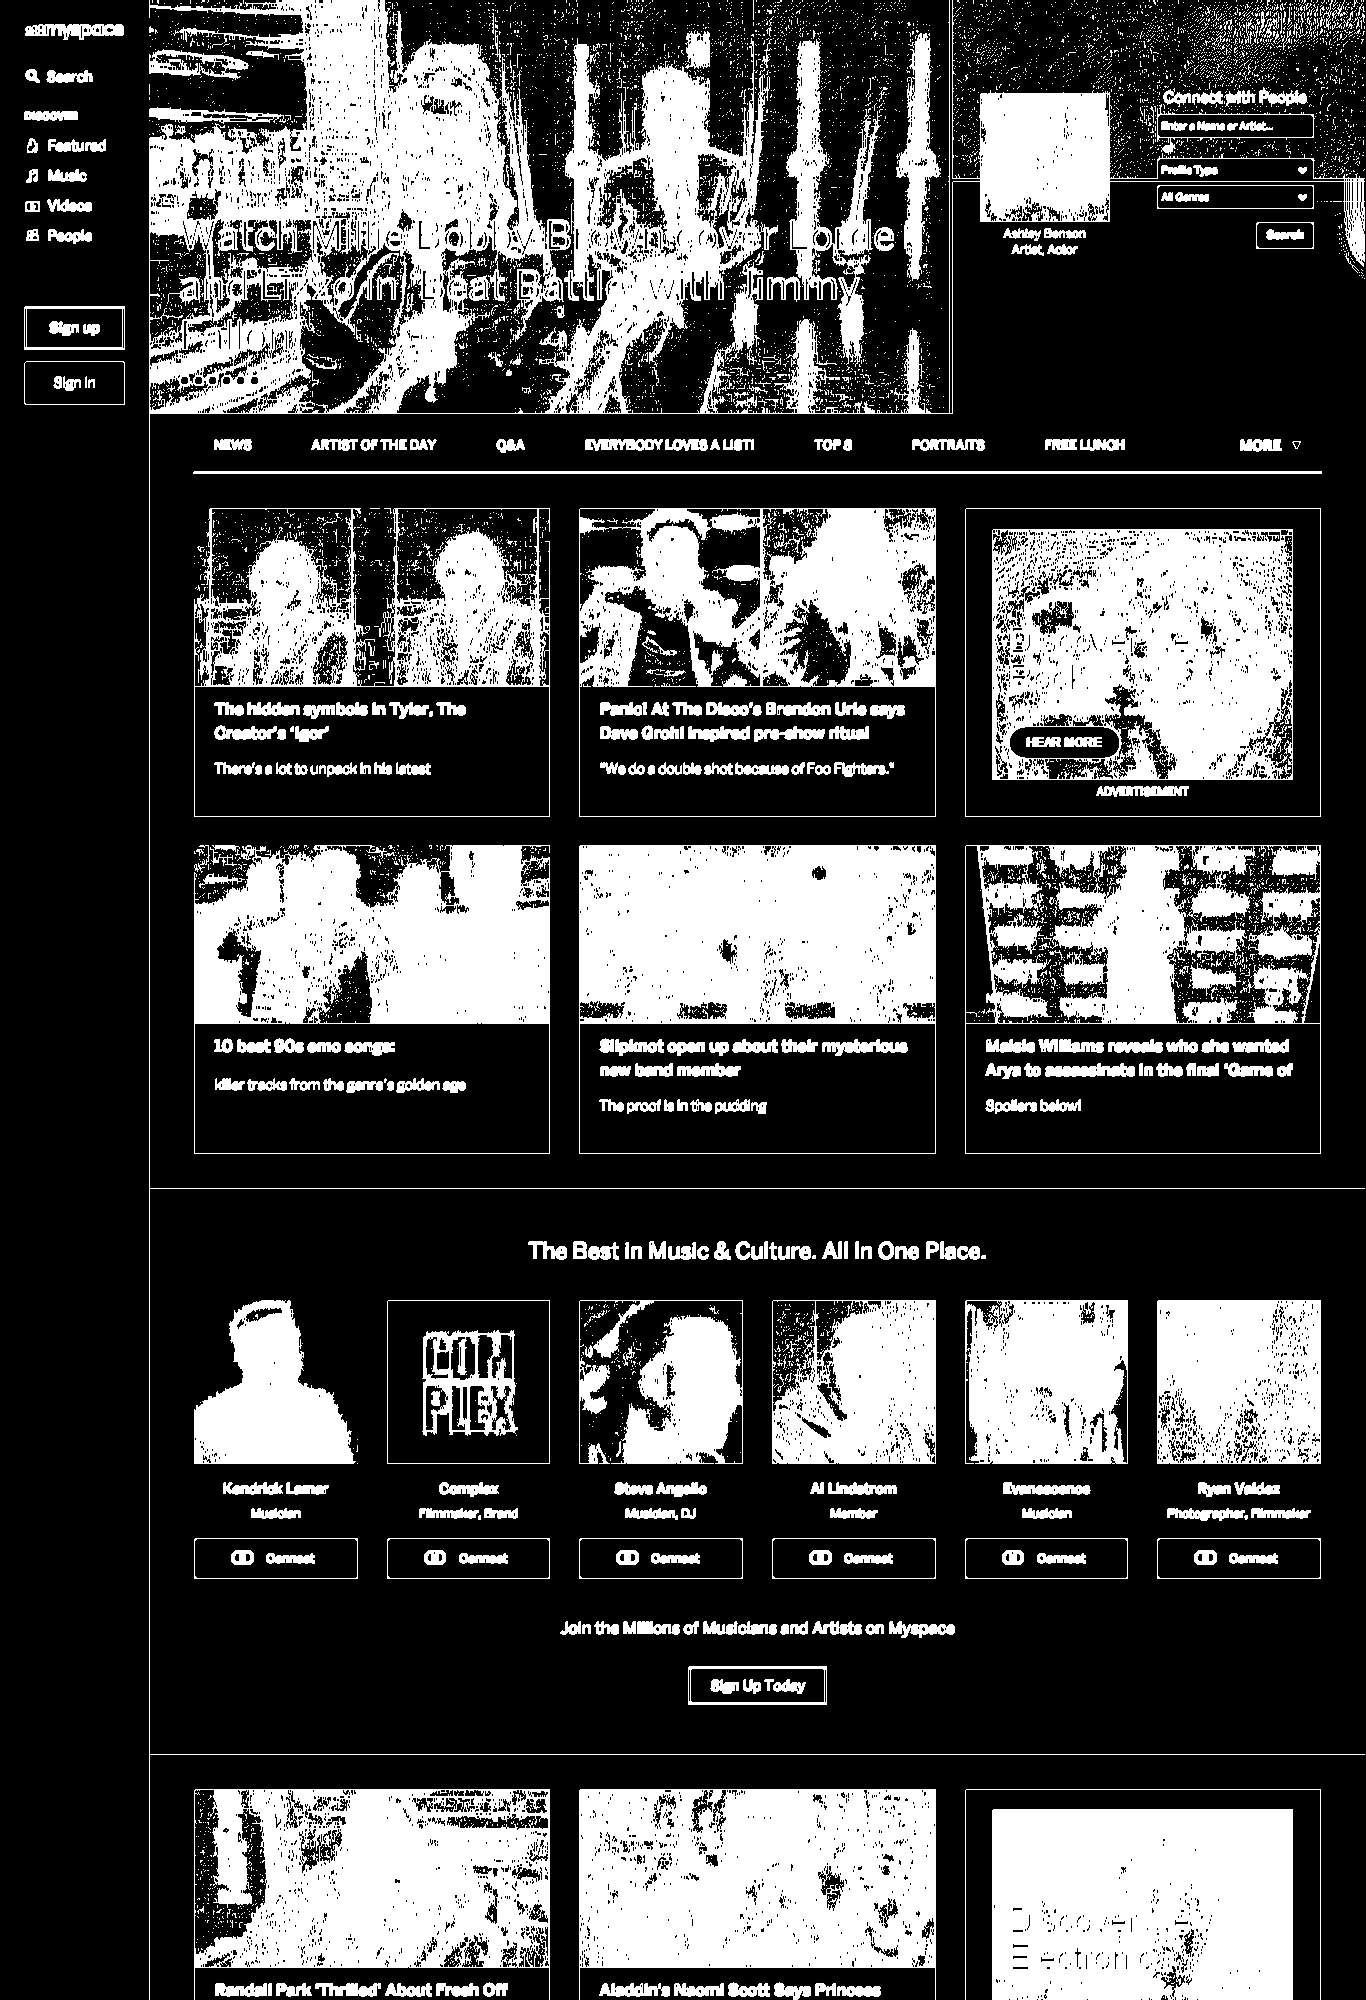 myspace
Search
DISCOVER
Featured
Music
Videos
People
Sign up
Sign in
Watch Millie Bobby Brown cover Lorde
and Lizzo in Beat Battle with Jimmy
Fallon
Ashley Benson
Artist, Actor
Connect with People
Enter a Name or Artist...
Profile Type
All Genres
Search
NEWS
ARTIST OF THE DAY
Q&A
EVERYBODY LOVES A LIST!
TOP 8
PORTRAITS
FREE LUNCH
MORE
The hidden symbols in Tyler, The
Creator's 'Igor'
There's a lot to unpack in his latest
Panic! At The Disco's Brendon Urie says
Dave Grohl inspired pre-show ritual
"We do a double shot because of Foo Fighters."
HEAR MORE
ADVERTISEMENT
10 best 90s emo songs:
killer tracks from the genre's golden age
Slipknot open up about their mysterious
new band member
The proof is in the pudding
Maisie Williams reveals who she wanted
Arya to assassinate in the final 'Game of
Spoilers below!
The Best in Music & Culture. All In One Place.
COM
PLEX
Kendrick Lamar
Musician
Connect
Complex
Filmmaker, Brand
Connect
Steve Angello
Musician, DJ
Connect
Al Lindstrom
Member
Connect
Evanescence
Musician
Connect
Ryan Valdez
Photographer, Filmmaker
Connect
Join the Millions of Musicians and Artists on Myspace
Sign Up Today
Randall Park 'Thrilled' About Fresh Off
Aladdin's Naomi Scott Says Princess
Discover New
Electronic